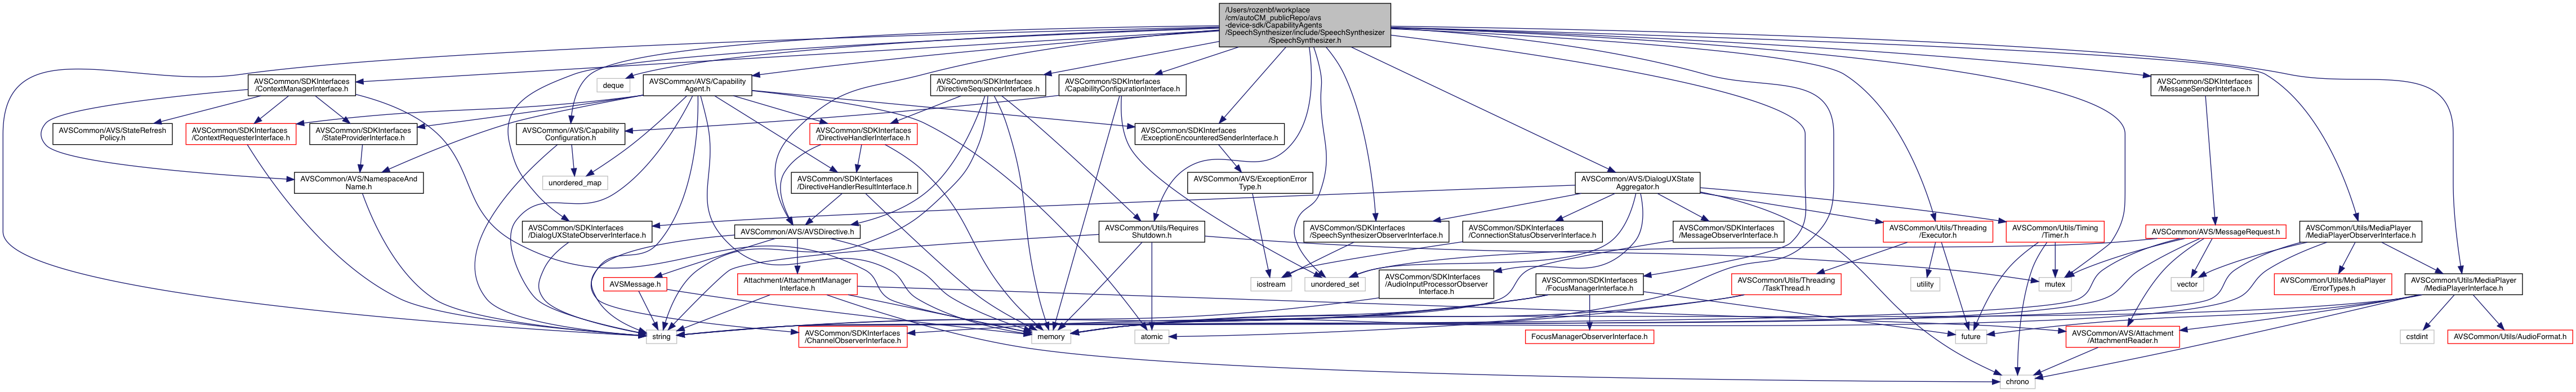 /Users/rozenbf/workplace
/cm/autoCM_publicRepo/avs
-device-sdk/CapabilityAgents
/SpeechSynthesizer/include/SpeechSynthesizer
/SpeechSynthesizer.h
AVSCommon/SDKInterfaces
/ContextManagerInterface.h
deque
AVSCommon/AVS/Capability
Agent.h
AVSCommon/SDKInterfaces
/DirectiveSequencerInterface.h
AVSCommon/SDKInterfaces
/CapabilityConfigurationInterface.h
AVSCommon/SDKInterfaces
/MessageSenderInterface.h
AVSCommon/AVS/StateRefresh
Policy.h
AVSCommon/SDKInterfaces
/ContextRequesterInterface.h
AVSCommon/SDKInterfaces
/StateProviderInterface.h
AVSCommon/AVS/Capability
Configuration.h
AVSCommon/SDKInterfaces
/DirectiveHandlerInterface.h
AVSCommon/SDKInterfaces
/ExceptionEncounteredSenderInterface.h
AVSCommon/AVS/NamespaceAnd
Name.h
unordered_map
AVSCommon/SDKInterfaces
/DirectiveHandlerResultInterface.h
AVSCommon/AVS/ExceptionError
Type.h
AVSCommon/AVS/DialogUXState
Aggregator.h
AVSCommon/SDKInterfaces
/DialogUXStateObserverInterface.h
AVSCommon/AVS/AVSDirective.h
AVSCommon/Utils/Requires
Shutdown.h
AVSCommon/SDKInterfaces
/SpeechSynthesizerObserverInterface.h
AVSCommon/SDKInterfaces
/ConnectionStatusObserverInterface.h
AVSCommon/SDKInterfaces
/MessageObserverInterface.h
AVSCommon/Utils/Threading
/Executor.h
AVSCommon/Utils/Timing
/Timer.h
AVSCommon/AVS/MessageRequest.h
AVSCommon/Utils/MediaPlayer
/MediaPlayerObserverInterface.h
AVSMessage.h
Attachment/AttachmentManager
Interface.h
iostream
unordered_set
AVSCommon/SDKInterfaces
/AudioInputProcessorObserver
Interface.h
AVSCommon/SDKInterfaces
/FocusManagerInterface.h
AVSCommon/Utils/Threading
/TaskThread.h
utility
mutex
vector
AVSCommon/Utils/MediaPlayer
/ErrorTypes.h
AVSCommon/Utils/MediaPlayer
/MediaPlayerInterface.h
string
AVSCommon/SDKInterfaces
/ChannelObserverInterface.h
memory
atomic
FocusManagerObserverInterface.h
future
AVSCommon/AVS/Attachment
/AttachmentReader.h
cstdint
AVSCommon/Utils/AudioFormat.h
chrono